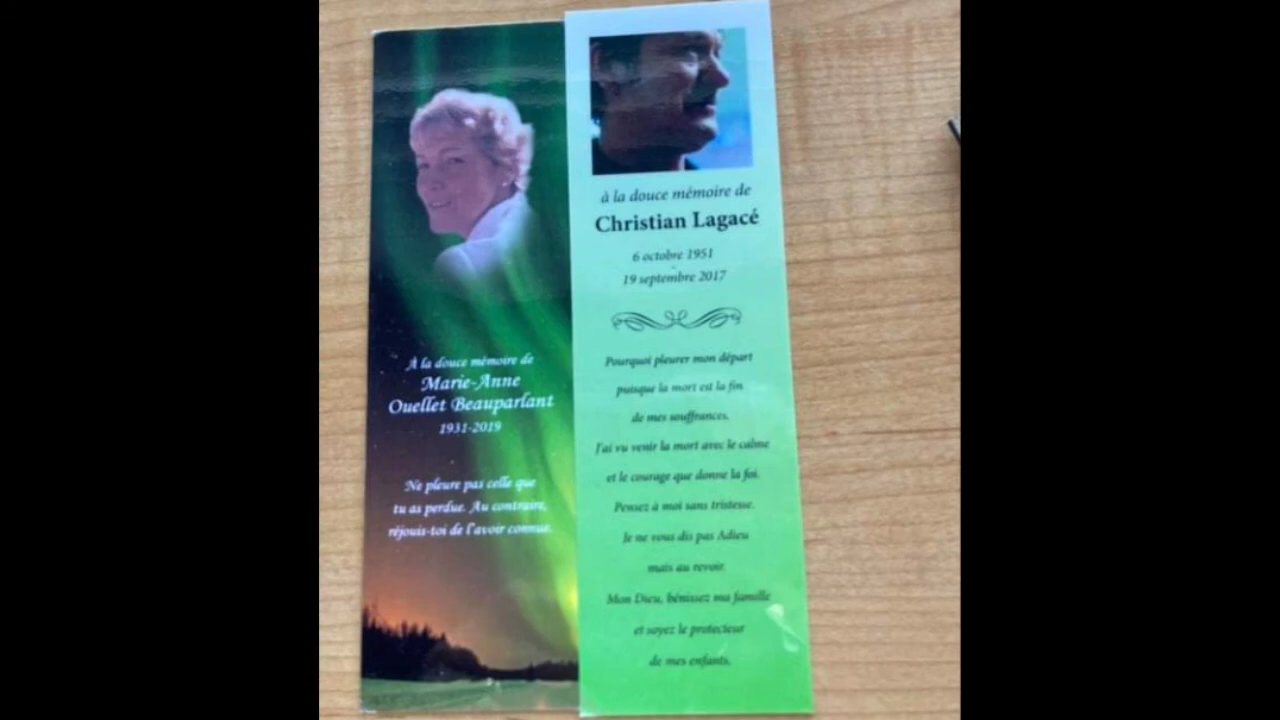 À la douce mémoire de
Marie-Anne
Ouellet Beauparlant
1931-2019
Ne pleure pas celle que
tu as perdue. Au contraire,
réjouis-toi de l'avoir connue.
à la douce mémoire de
Christian Lagacé
6 octobre 1951
-
19 septembre 2017
Pourquoi pleurer mon départ
puisque la mort est la fin
de mes souffrances.
J'ai vu venir la mort avec le calme
et le courage que donne la foi.
Pensez à moi sans tristesse.
Je ne vous dis pas Adieu
mais au revoir.
Mon Dieu, bénissez ma famille
et soyez le protecteur
de mes enfants.